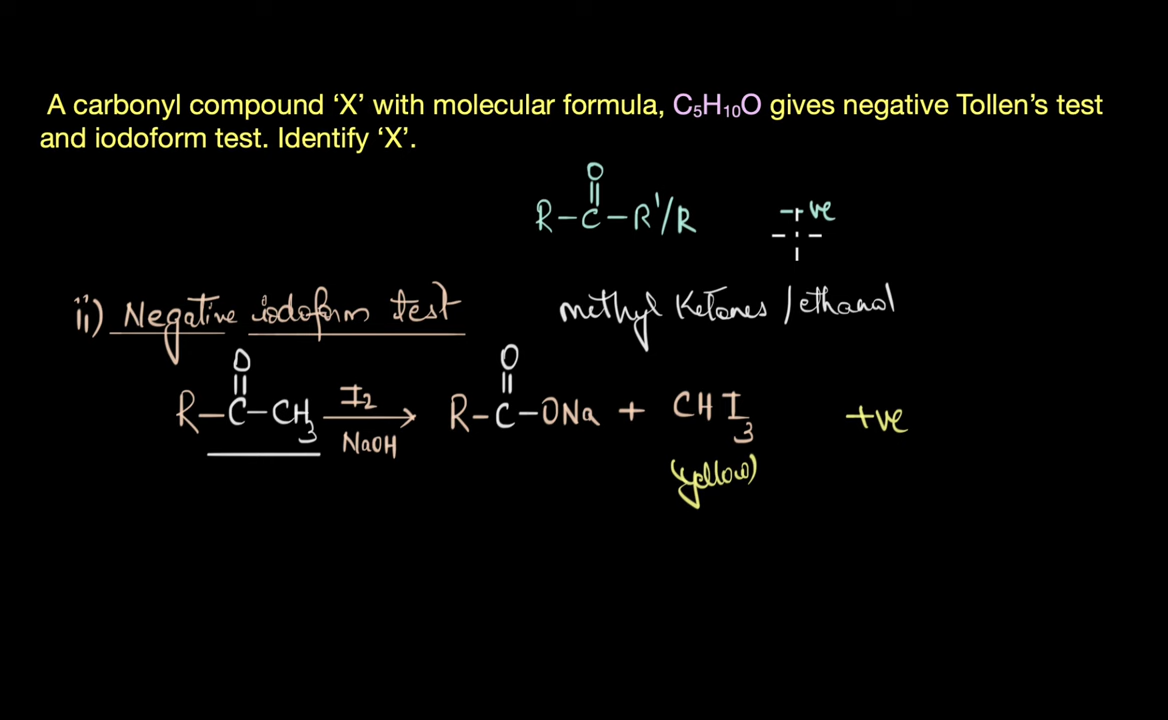 A carbonyl compound ‘X’ with molecular formula, C₅H₁₀O gives negative Tollen’s test
and iodoform test. Identify ‘X’.
O
||
R–C–R'/R –ve
ii) Negative iodoform test methyl Ketones / ethanol
O O
|| ||
R–C–CH₃ I₂ → NaOH R–C–ONa + CHI₃ +ve
(yellow)